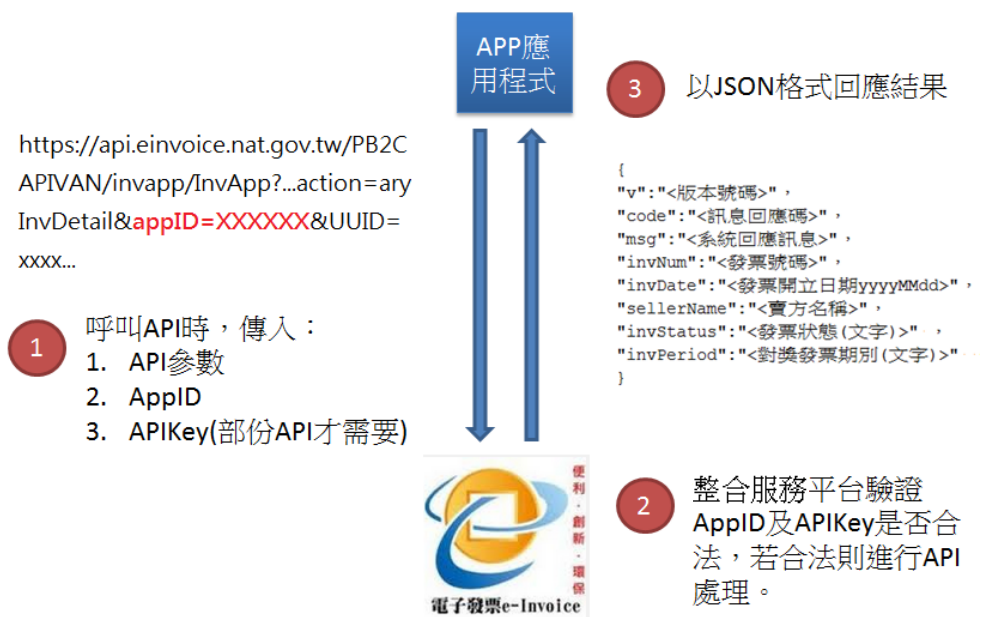 APP應
用程式
3
以JSON格式回應結果
https://api.einvoice.nat.gov.tw/PB2C
APIVAN/invapp/InvApp?...action=ary
InvDetail&appID=XXXXXX&UUID=
xxxx...
{
"v":"<版本號碼>",
"code":"<訊息回應碼>",
"msg":"<系統回應訊息>",
"invNum":"<發票號碼>",
"invDate":"<發票開立日期yyyyMMdd>",
"sellerName":"<賣方名稱>",
"invStatus":"<發票狀態(文字)>",
"invPeriod":"<對獎發票期別(文字)>"
}
1
呼叫API時,傳入:
1. API參數
2. AppID
3. APIKey(部份API才需要)
便利·創新·環保
電子發票e-Invoice
2
整合服務平台驗證
AppID及APIKey是否合
法,若合法則進行API
處理。